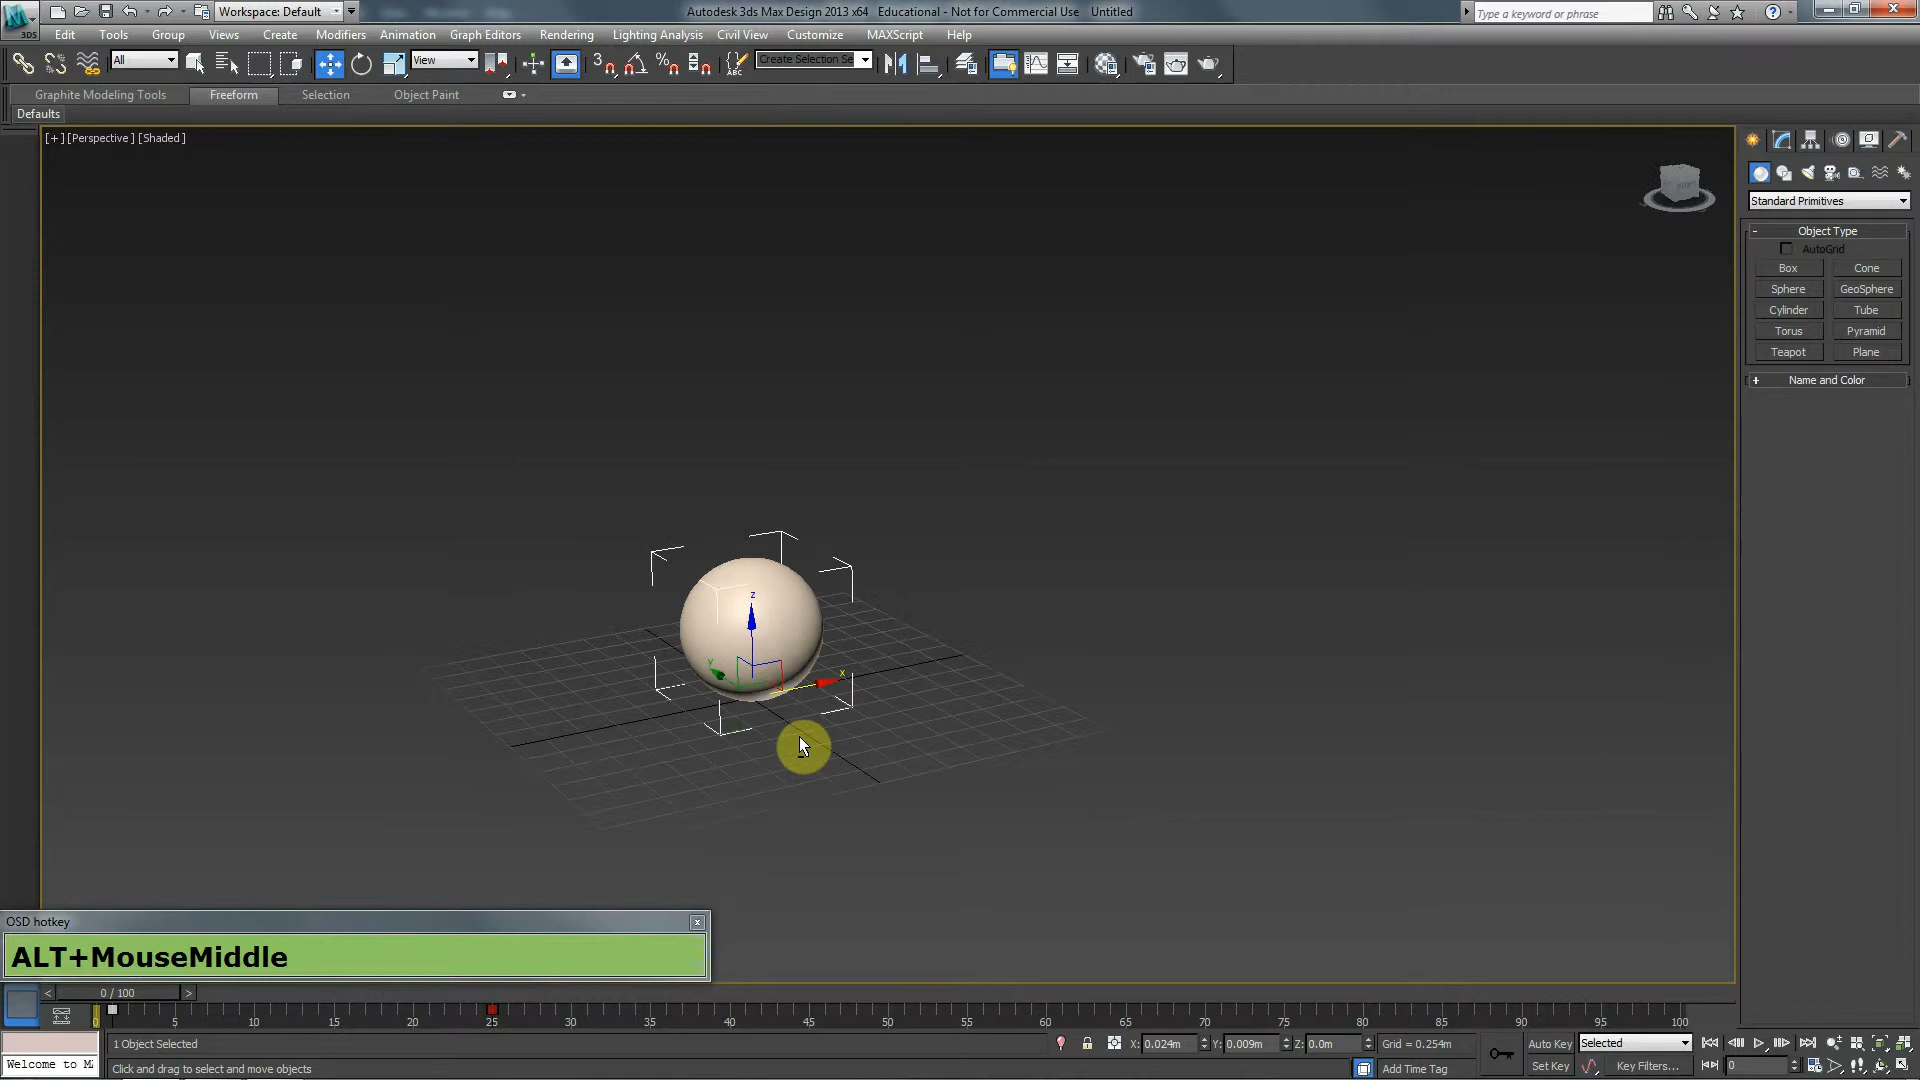 Workspace: Default
Autodesk 3ds Max Design 2013 x64 Educational - Not for Commercial Use Untitled
Type a keyword or phrase
3DS
Edit Tools Group Views Create Modifiers Animation Graph Editors Rendering Lighting Analysis Civil View Customize MAXScript Help
All
View
3
%
ABC
Create Selection Se
Graphite Modeling Tools Freeform Selection Object Paint
Defaults
[+] [Perspective] [Shaded]
Standard Primitives
- Object Type
AutoGrid
Box Cone
Sphere GeoSphere
Cylinder Tube
Torus Pyramid
Teapot Plane
+ Name and Color
z
y
x
OSD hotkey
x
ALT+MouseMiddle
< 0 / 100 >
0 5 10 15 20 25 30 35 40 45 50 55 60 65 70 75 80 85 90 95 100
1 Object Selected
X: 0.024m Y: 0.009m Z: 0.0m Grid = 0.254m
Auto Key Selected
Welcome to M
Click and drag to select and move objects
Add Time Tag
Set Key Key Filters... 0